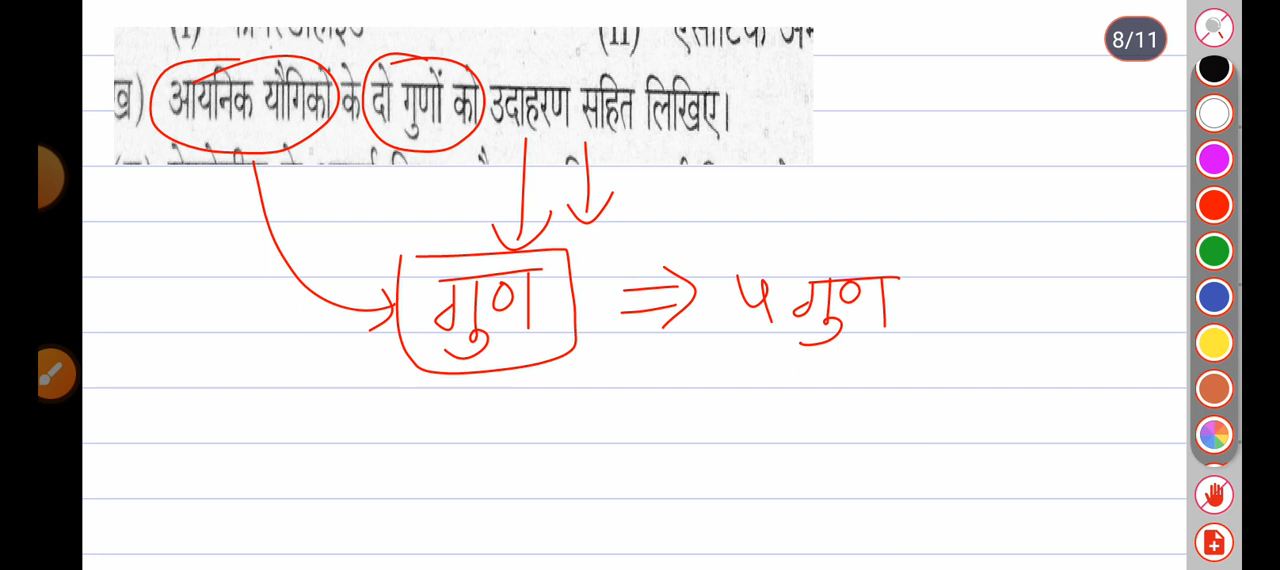 8/11
ख) आयनिक यौगिकों के दो गुणों को उदाहरण सहित लिखिए।
गुण ⇒ ५ गुण